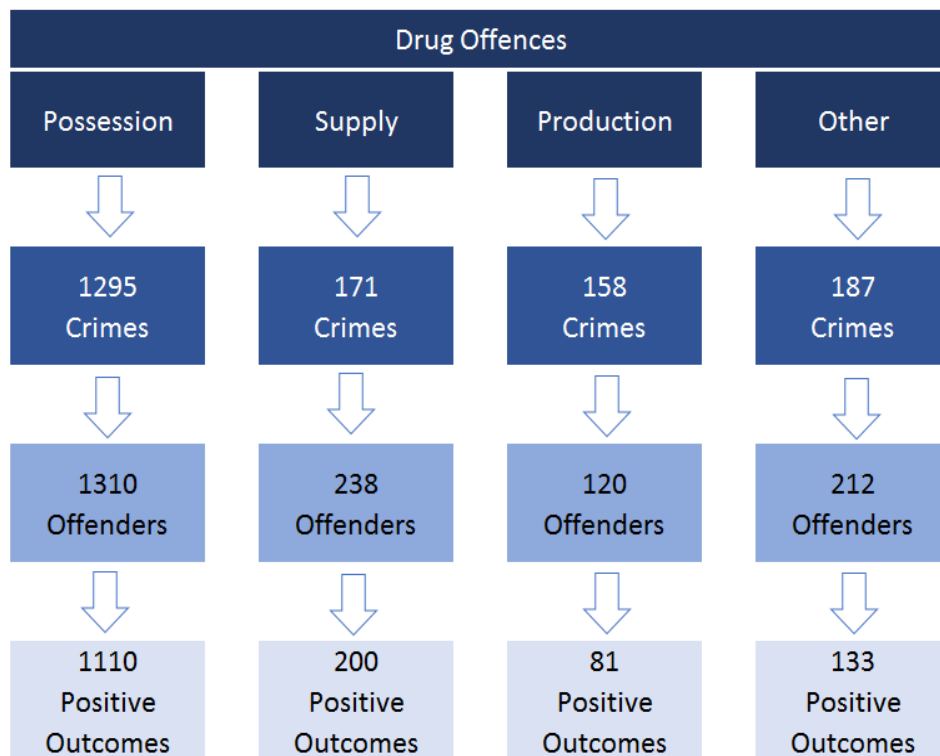 Drug Offences
Possession
Supply
Production
Other
1295
Crimes
171
Crimes
158
Crimes
187
Crimes
1310
Offenders
238
Offenders
120
Offenders
212
Offenders
1110
Positive
Outcomes
200
Positive
Outcomes
81
Positive
Outcomes
133
Positive
Outcomes